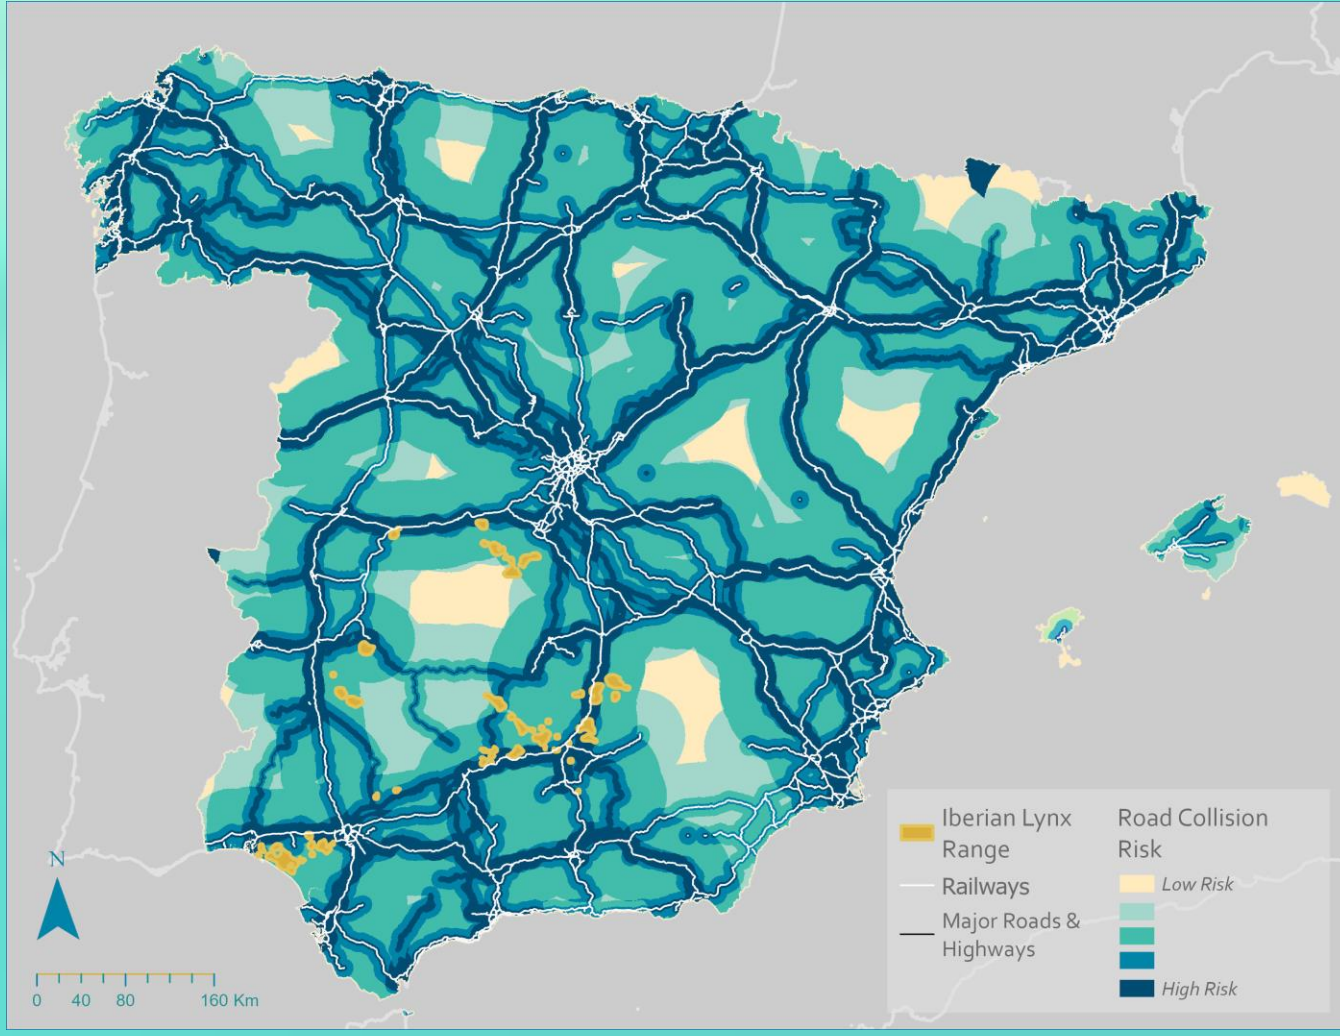 Iberian Lynx
Range
Railways
Major Roads &
Highways
Road Collision
Risk
Low Risk
High Risk
N
0 40 80 160 Km